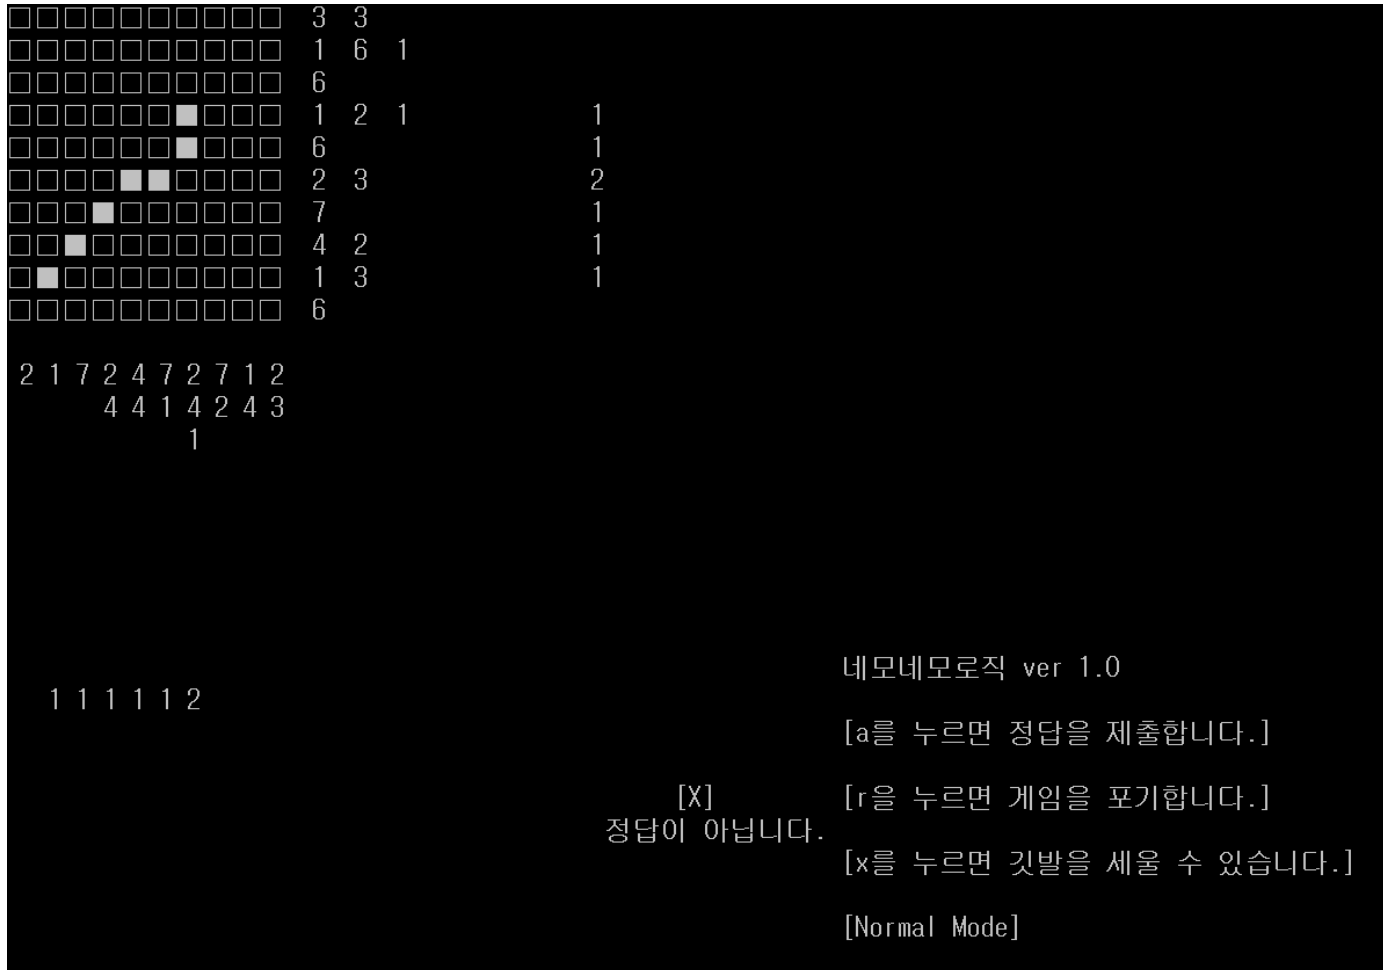 3 3
1 6 1
6
1 2 1 1
6 1
2 3 2
7 1
4 2 1
1 3 1
6
2 1 7 2 4 7 2 7 1 2
4 4 1 4 2 4 3
1
1 1 1 1 1 2
네모네모로직 ver 1.0
[a를 누르면 정답을 제출합니다.]
[X]
정답이 아닙니다.
[r을 누르면 게임을 포기합니다.]
[x를 누르면 깃발을 세울 수 있습니다.]
[Normal Mode]